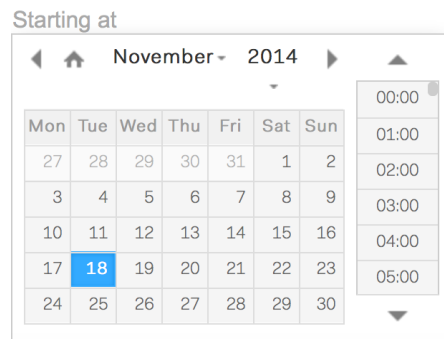 Starting at
November 2014
Mon Tue Wed Thu Fri Sat Sun
27 28 29 30 31 1 2
3 4 5 6 7 8 9
10 11 12 13 14 15 16
17 18 19 20 21 22 23
24 25 26 27 28 29 30
00:00
01:00
02:00
03:00
04:00
05:00